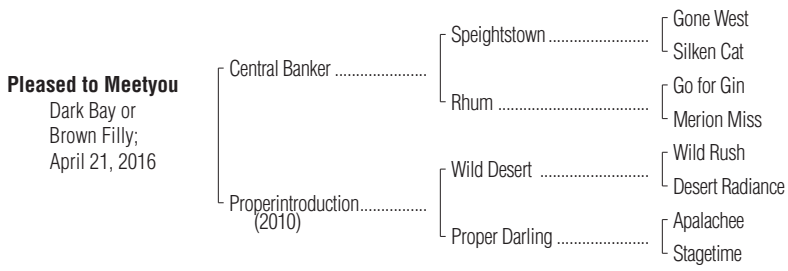 Pleased to Meetyou
Dark Bay or
Brown Filly;
April 21, 2016
Central Banker ....................
Properintroduction................
(2010)
Speightstown ......................
Rhum .................................
Wild Desert ........................
Proper Darling ....................
Gone West
Silken Cat
Go for Gin
Merion Miss
Wild Rush
Desert Radiance
Apalachee
Stagetime